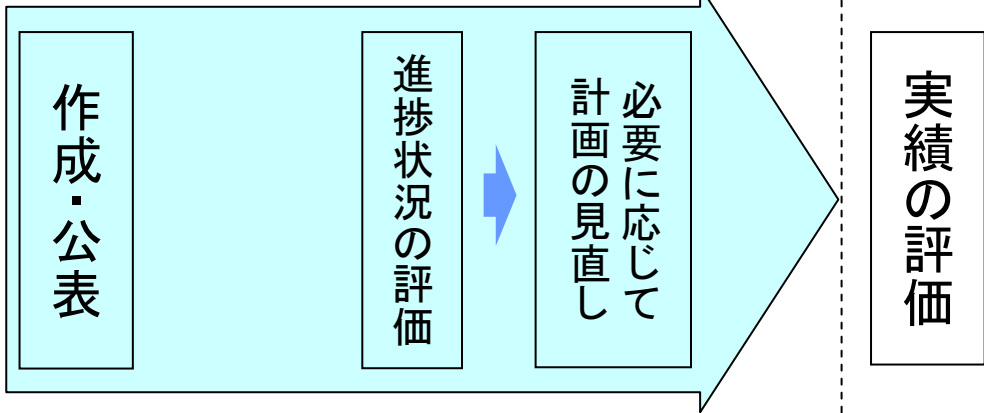 作成・公表
進捗状況の評価
必要に応じて
計画の見直し
実績の評価